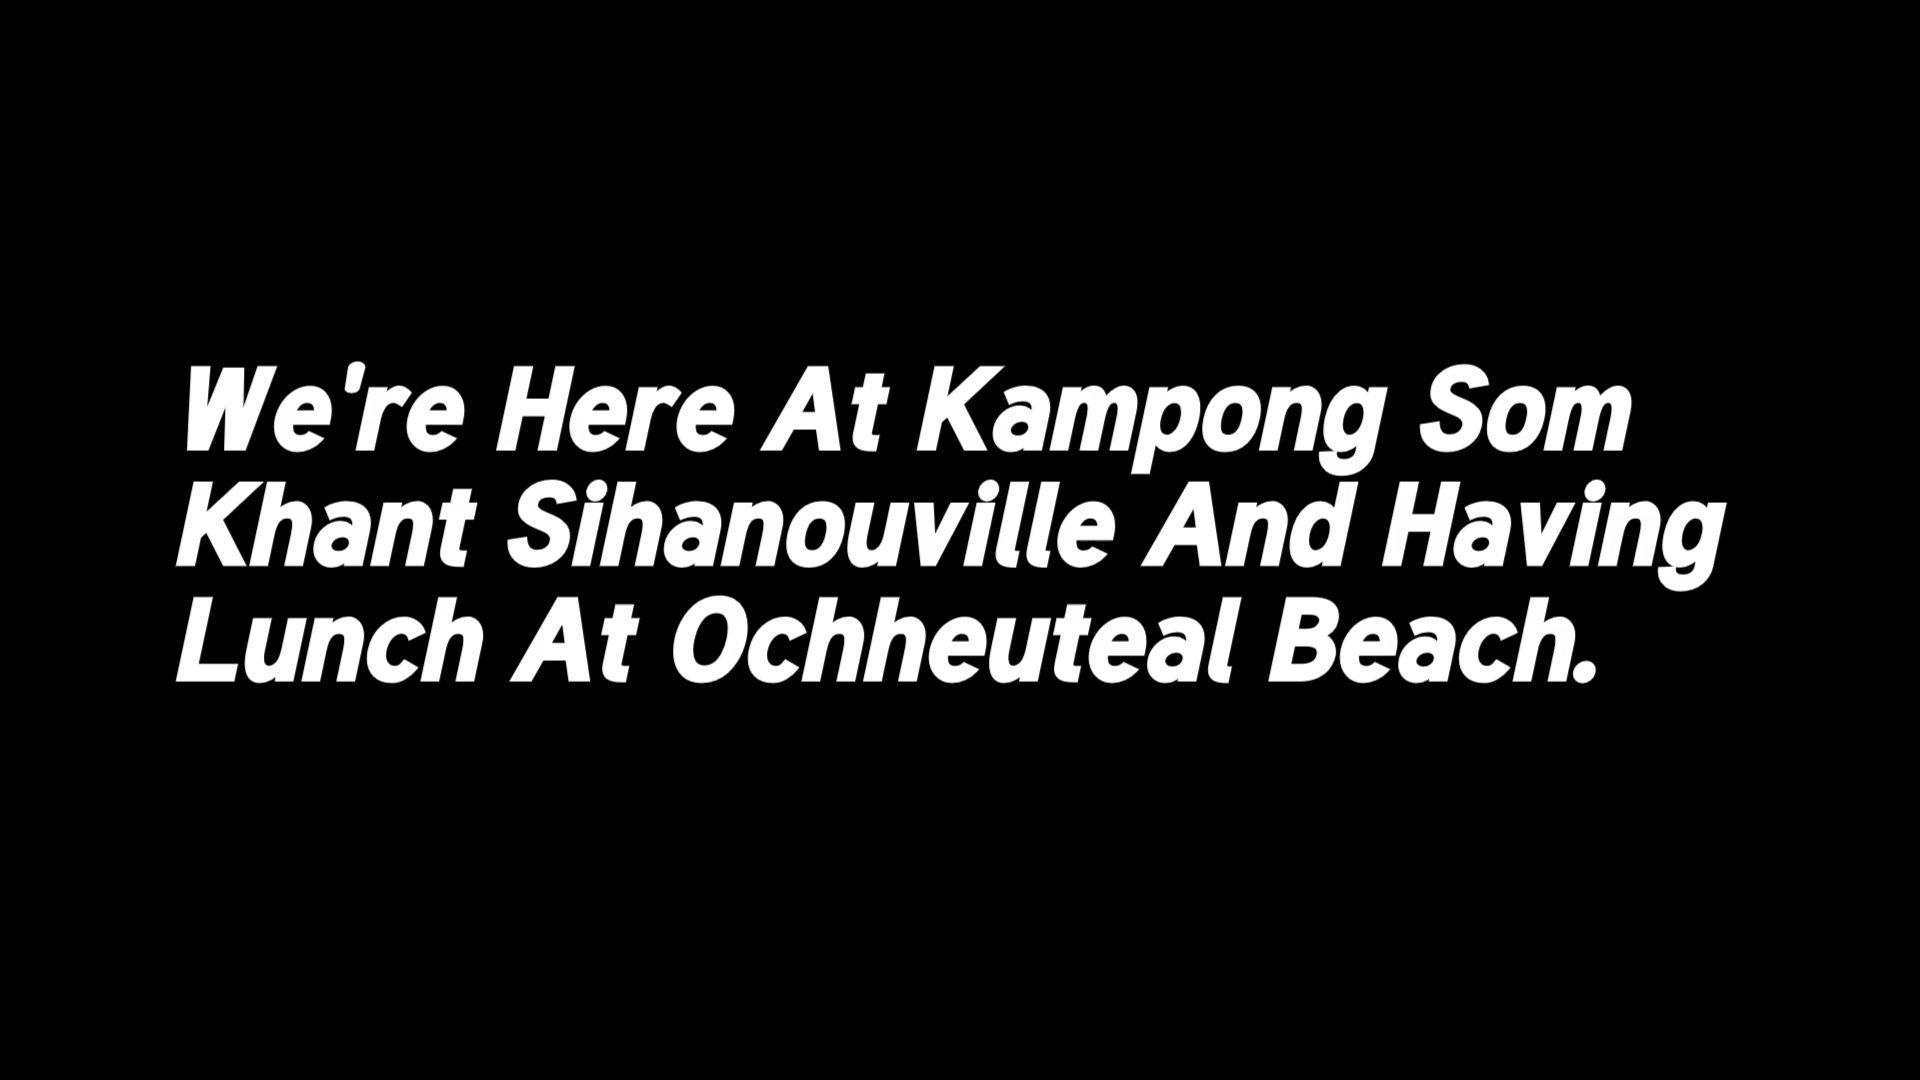 We're Here At Kampong Som
Khant Sihanouville And Having
Lunch At Ochheuteal Beach.